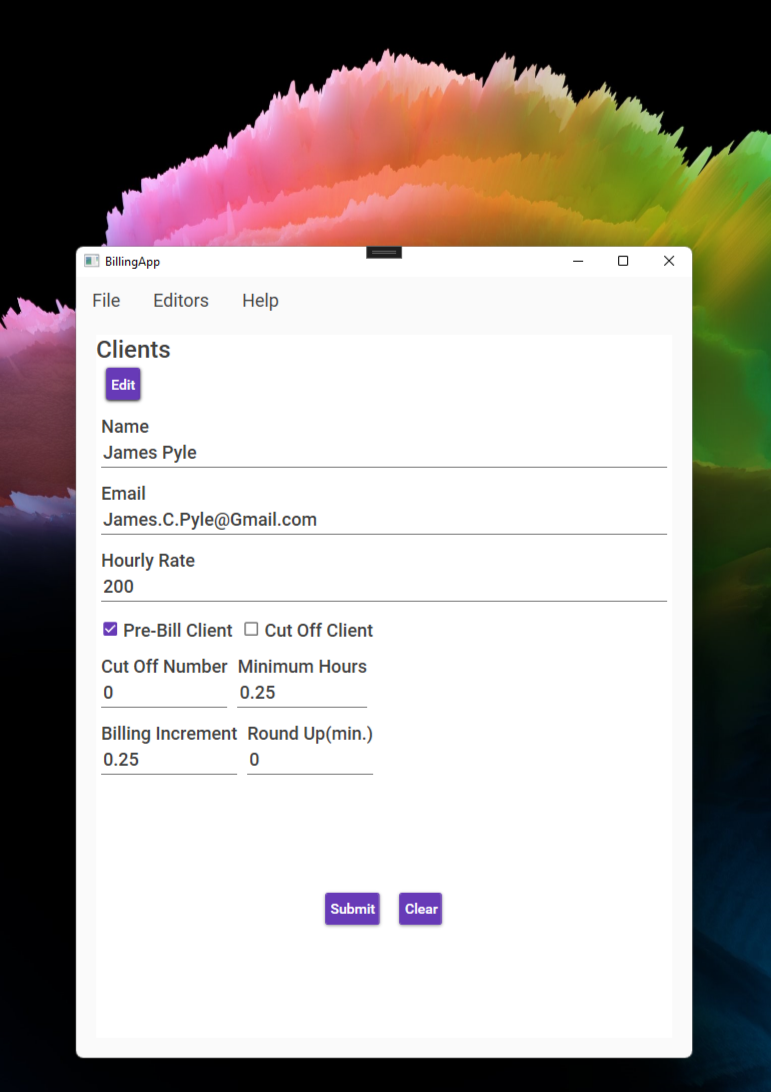 BillingApp
File Editors Help
Clients
Edit
Name
James Pyle
Email
James.C.Pyle@Gmail.com
Hourly Rate
200
Pre-Bill Client Cut Off Client
Cut Off Number Minimum Hours
0 0.25
Billing Increment Round Up(min.)
0.25 0
Submit Clear